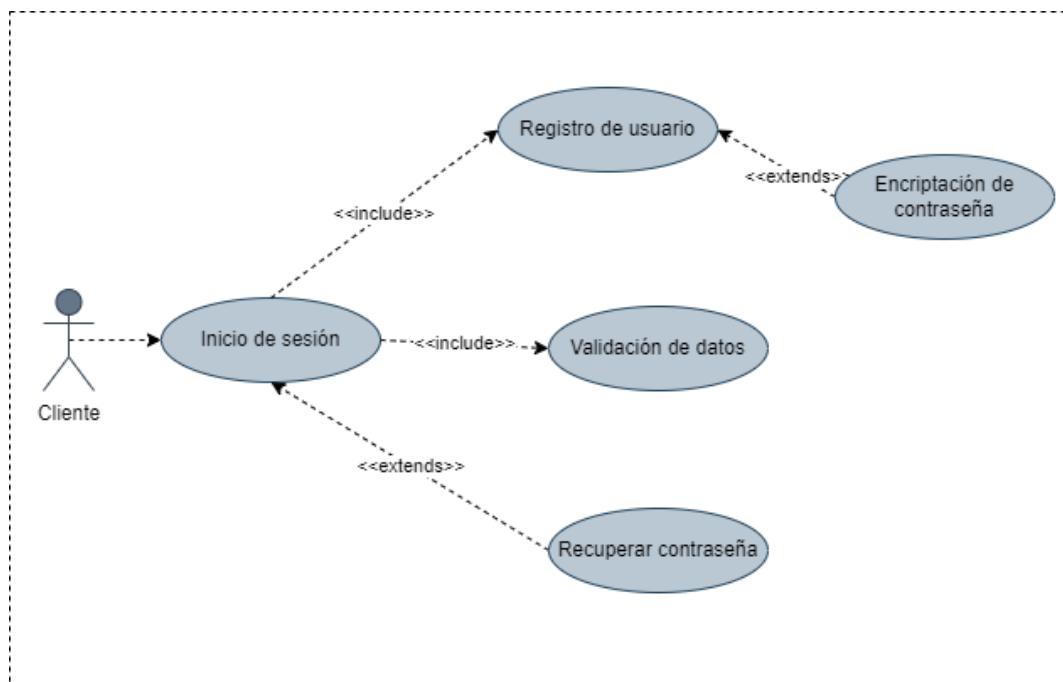 Registro de usuario
<<extends>>
Encriptación de
contraseña
<<include>>
Inicio de sesión
<<include>>
Validación de datos
Cliente
<<extends>>
Recuperar contraseña